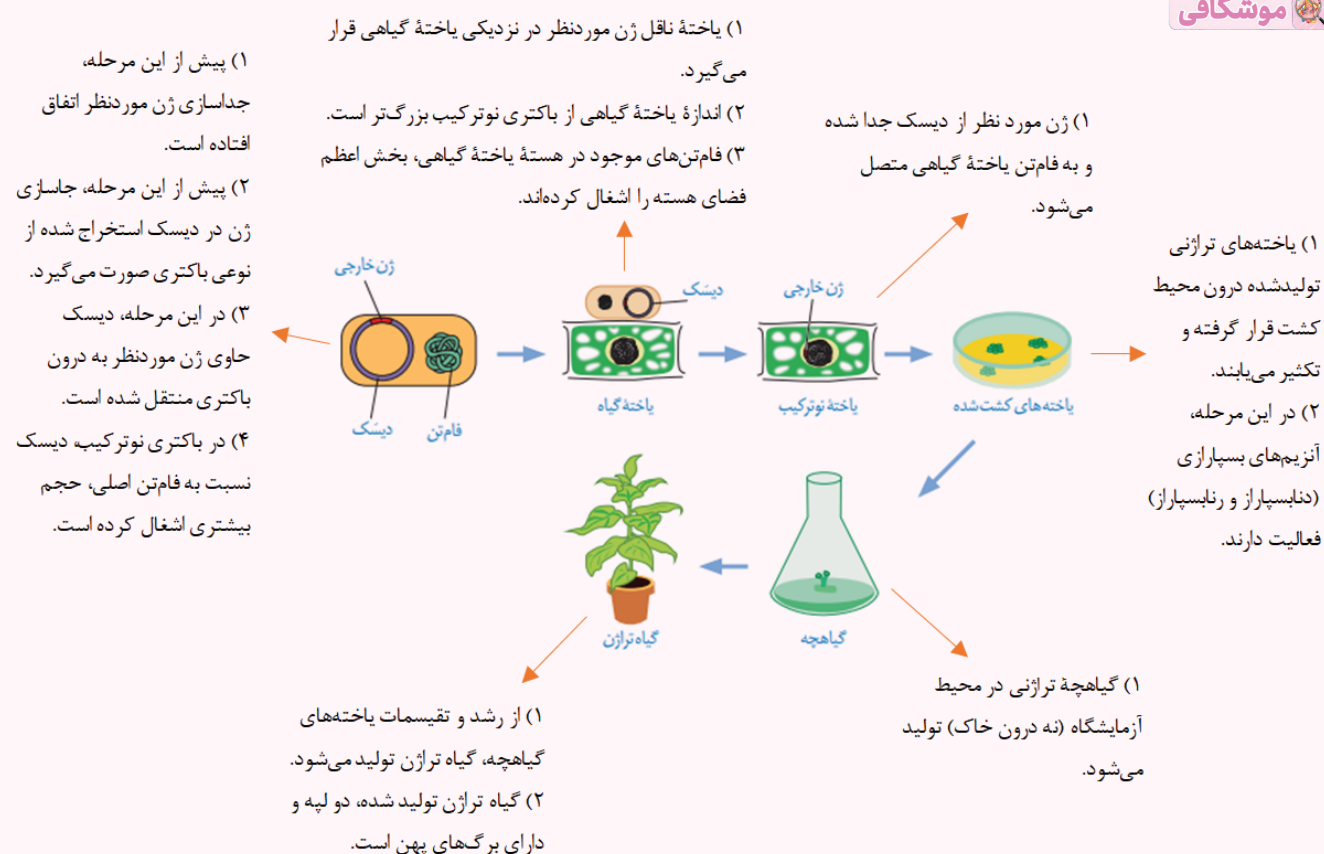 موشکافی
۱) پیش از این مرحله،
جداسازی ژن موردنظر اتفاق
افتاده است.
۲) پیش از این مرحله، جاسازی
ژن در دیسک استخراج شده از
نوعی باکتری صورت می‌گیرد.
۳) در این مرحله، دیسک
حاوی ژن موردنظر به درون
باکتری منتقل شده است.
۴) در باکتری نوترکیب، دیسک
نسبت به فام‌تن اصلی، حجم
بیشتری اشغال کرده است.
۱) یاختهٔ ناقل ژن موردنظر در نزدیکی یاختهٔ گیاهی قرار
می‌گیرد.
۲) اندازهٔ یاختهٔ گیاهی از باکتری نوترکیب بزرگ‌تر است.
۳) فام‌تن‌های موجود در هستهٔ یاختهٔ گیاهی، بخش اعظم
فضای هسته را اشغال کرده‌اند.
۱) ژن مورد نظر از دیسک جدا شده
و به فام‌تن یاختهٔ گیاهی متصل
می‌شود.
۱) یاخته‌های تراژنی
تولیدشده درون محیط
کشت قرار گرفته و
تکثیر می‌یابند.
۲) در این مرحله،
آنزیم‌های بسپارازی
(دنابسپاراز و رنابسپاراز)
فعالیت دارند.
ژن خارجی
دیسَک
فام‌تن
دیسَک
یاختهٔ گیاه
ژن خارجی
یاختهٔ نوترکیب
یاخته‌های کشت‌شده
گیاهچه
گیاه تراژن
۱) گیاهچهٔ تراژنی در محیط
آزمایشگاه (نه درون خاک) تولید
می‌شود.
۱) از رشد و تقیسمات یاخته‌های
گیاهچه، گیاه تراژن تولید می‌شود.
۲) گیاه تراژن تولید شده، دو لپه و
دارای برگ‌های پهن است.